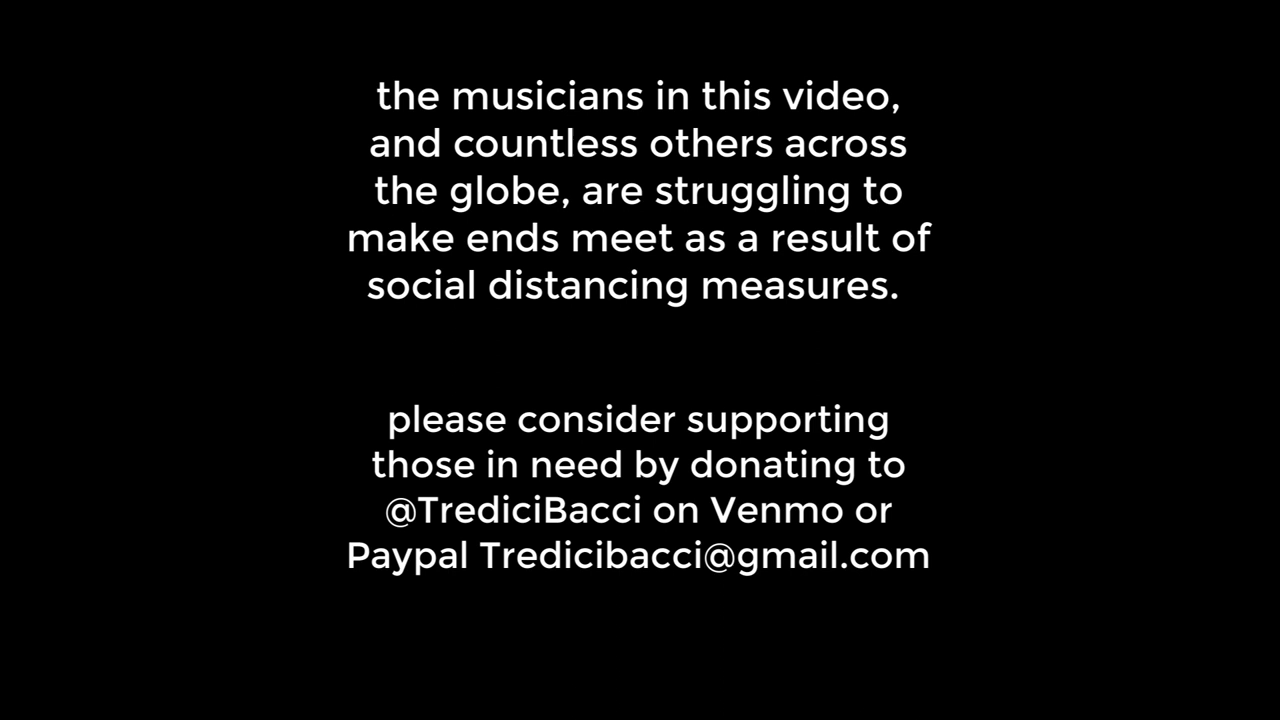 the musicians in this video,
and countless others across
the globe, are struggling to
make ends meet as a result of
social distancing measures.
please consider supporting
those in need by donating to
@TrediciBacci on Venmo or
Paypal Tredicibacci@gmail.com